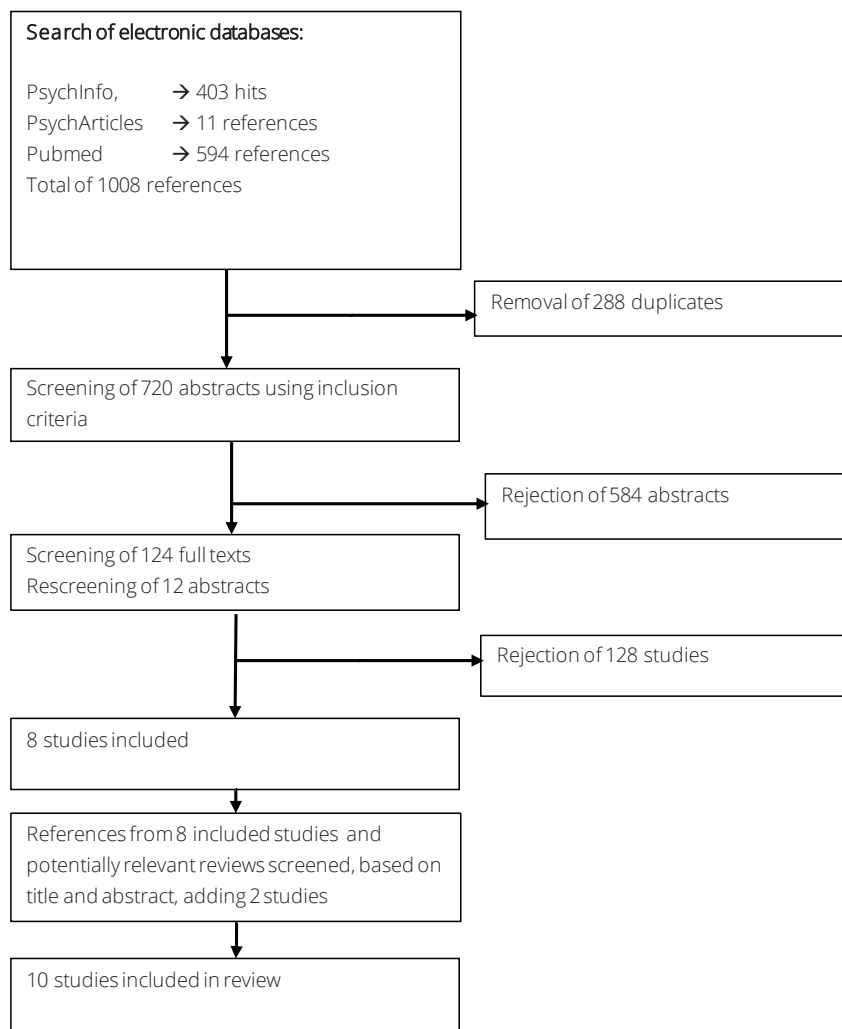 Search of electronic databases:
PsychInfo, → 403 hits
PsychArticles → 11 references
Pubmed → 594 references
Total of 1008 references
Removal of 288 duplicates
Screening of 720 abstracts using inclusion
criteria
Rejection of 584 abstracts
Screening of 124 full texts
Rescreening of 12 abstracts
Rejection of 128 studies
8 studies included
References from 8 included studies and
potentially relevant reviews screened, based on
title and abstract, adding 2 studies
10 studies included in review